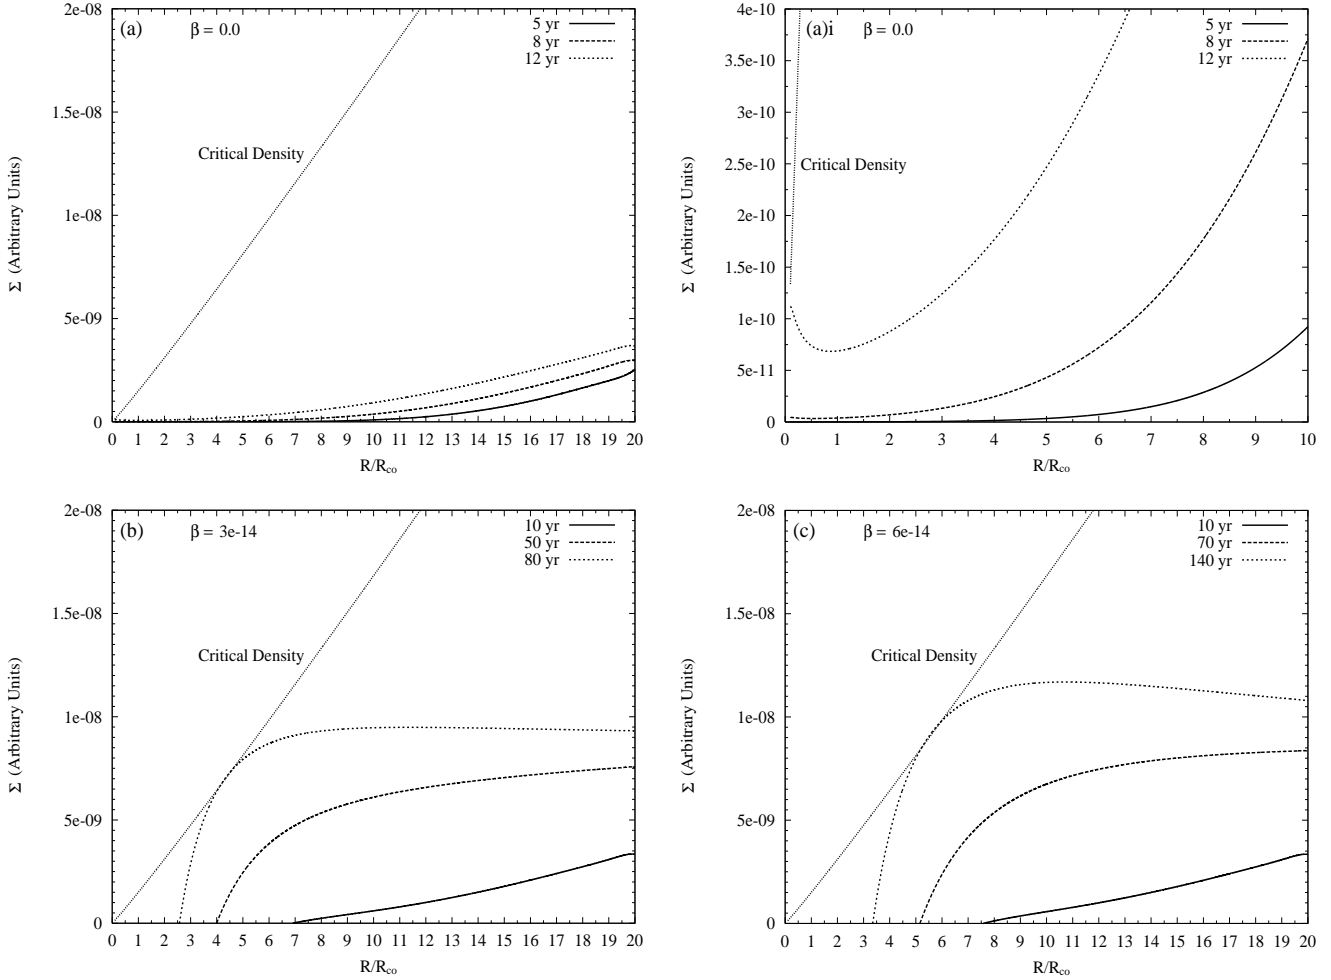 (a)
β = 0.0
5 yr
8 yr
12 yr
Critical Density
Σ (Arbitrary Units)
2e-08
1.5e-08
1e-08
5e-09
0
0 1 2 3 4 5 6 7 8 9 10 11 12 13 14 15 16 17 18 19 20
R/Rco
(a)i
β = 0.0
5 yr
8 yr
12 yr
Critical Density
Σ (Arbitrary Units)
4e-10
3.5e-10
3e-10
2.5e-10
2e-10
1.5e-10
1e-10
5e-11
0
0 1 2 3 4 5 6 7 8 9 10
R/Rco
(b)
β = 3e-14
10 yr
50 yr
80 yr
Critical Density
Σ (Arbitrary Units)
2e-08
1.5e-08
1e-08
5e-09
0
0 1 2 3 4 5 6 7 8 9 10 11 12 13 14 15 16 17 18 19 20
R/Rco
(c)
β = 6e-14
10 yr
70 yr
140 yr
Critical Density
Σ (Arbitrary Units)
2e-08
1.5e-08
1e-08
5e-09
0
0 1 2 3 4 5 6 7 8 9 10 11 12 13 14 15 16 17 18 19 20
R/Rco